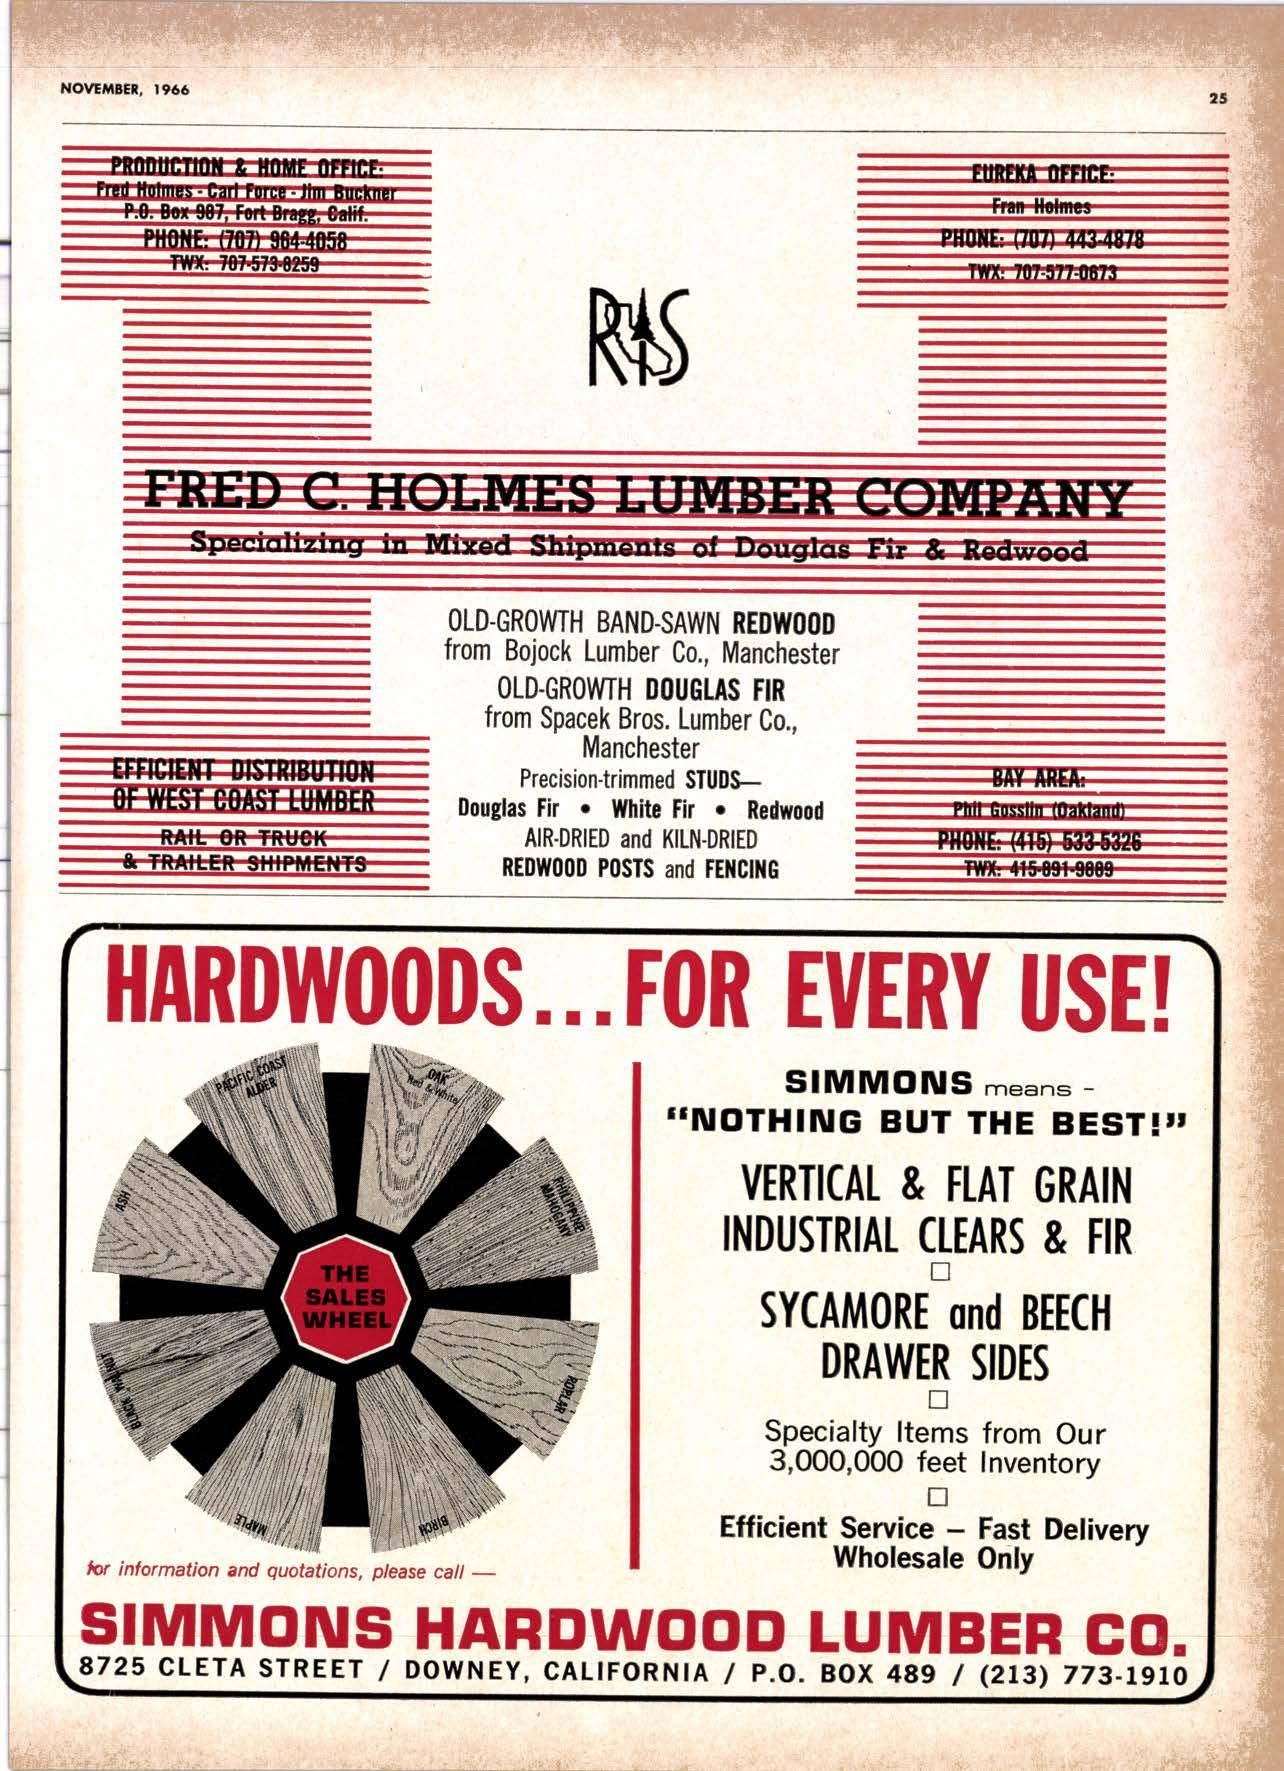 NOVEMBER, 1966
25
PRODUCTION & HOME OFFICE:
Fred Holmes - Carl Force - Jim Buckner
P.O. Box 987, Fort Bragg, Calif.
PHONE: (707) 964-4058
TWX: 707-573-8259
EUREKA OFFICE:
Fran Holmes
PHONE: (707) 443-4878
TWX: 707-577-0673
RIS
FRED C. HOLMES LUMBER COMPANY
Specializing in Mixed Shipments of Douglas Fir & Redwood
OLD-GROWTH BAND-SAWN REDWOOD
from Bojock Lumber Co., Manchester
OLD-GROWTH DOUGLAS FIR
from Spacek Bros. Lumber Co.,
Manchester
Precision-trimmed STUDS—
Douglas Fir • White Fir • Redwood
AIR-DRIED and KILN-DRIED
REDWOOD POSTS and FENCING
EFFICIENT DISTRIBUTION
OF WEST COAST LUMBER
RAIL OR TRUCK
& TRAILER SHIPMENTS
BAY AREA:
Phil Gosslin (Oakland)
PHONE: (415) 533-5326
TWX: 415-891-9889
HARDWOODS...FOR EVERY USE!
PACIFIC COAST
ALDER
OAK
Red & White
PHILIPPINE
MAHOGANY
POPLAR
BIRCH
MAPLE
BLACK WALNUT
ASH
THE
SALES
WHEEL
for information and quotations, please call —
SIMMONS means -
"NOTHING BUT THE BEST!"
VERTICAL & FLAT GRAIN
INDUSTRIAL CLEARS & FIR
SYCAMORE and BEECH
DRAWER SIDES
Specialty Items from Our
3,000,000 feet Inventory
Efficient Service – Fast Delivery
Wholesale Only
SIMMONS HARDWOOD LUMBER CO.
8725 CLETA STREET / DOWNEY, CALIFORNIA / P.O. BOX 489 / (213) 773-1910